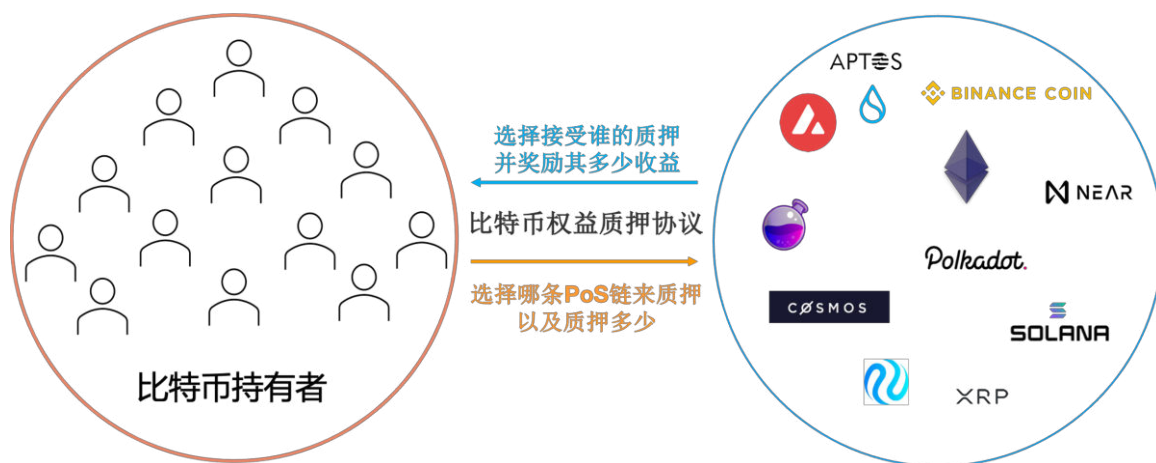 APTOS
BINANCE COIN
选择接受谁的质押
并奖励其多少收益
NEAR
比特币权益质押协议
Polkadot.
选择哪条PoS链来质押
以及质押多少
COSMOS
SOLANA
比特币持有者
XRP